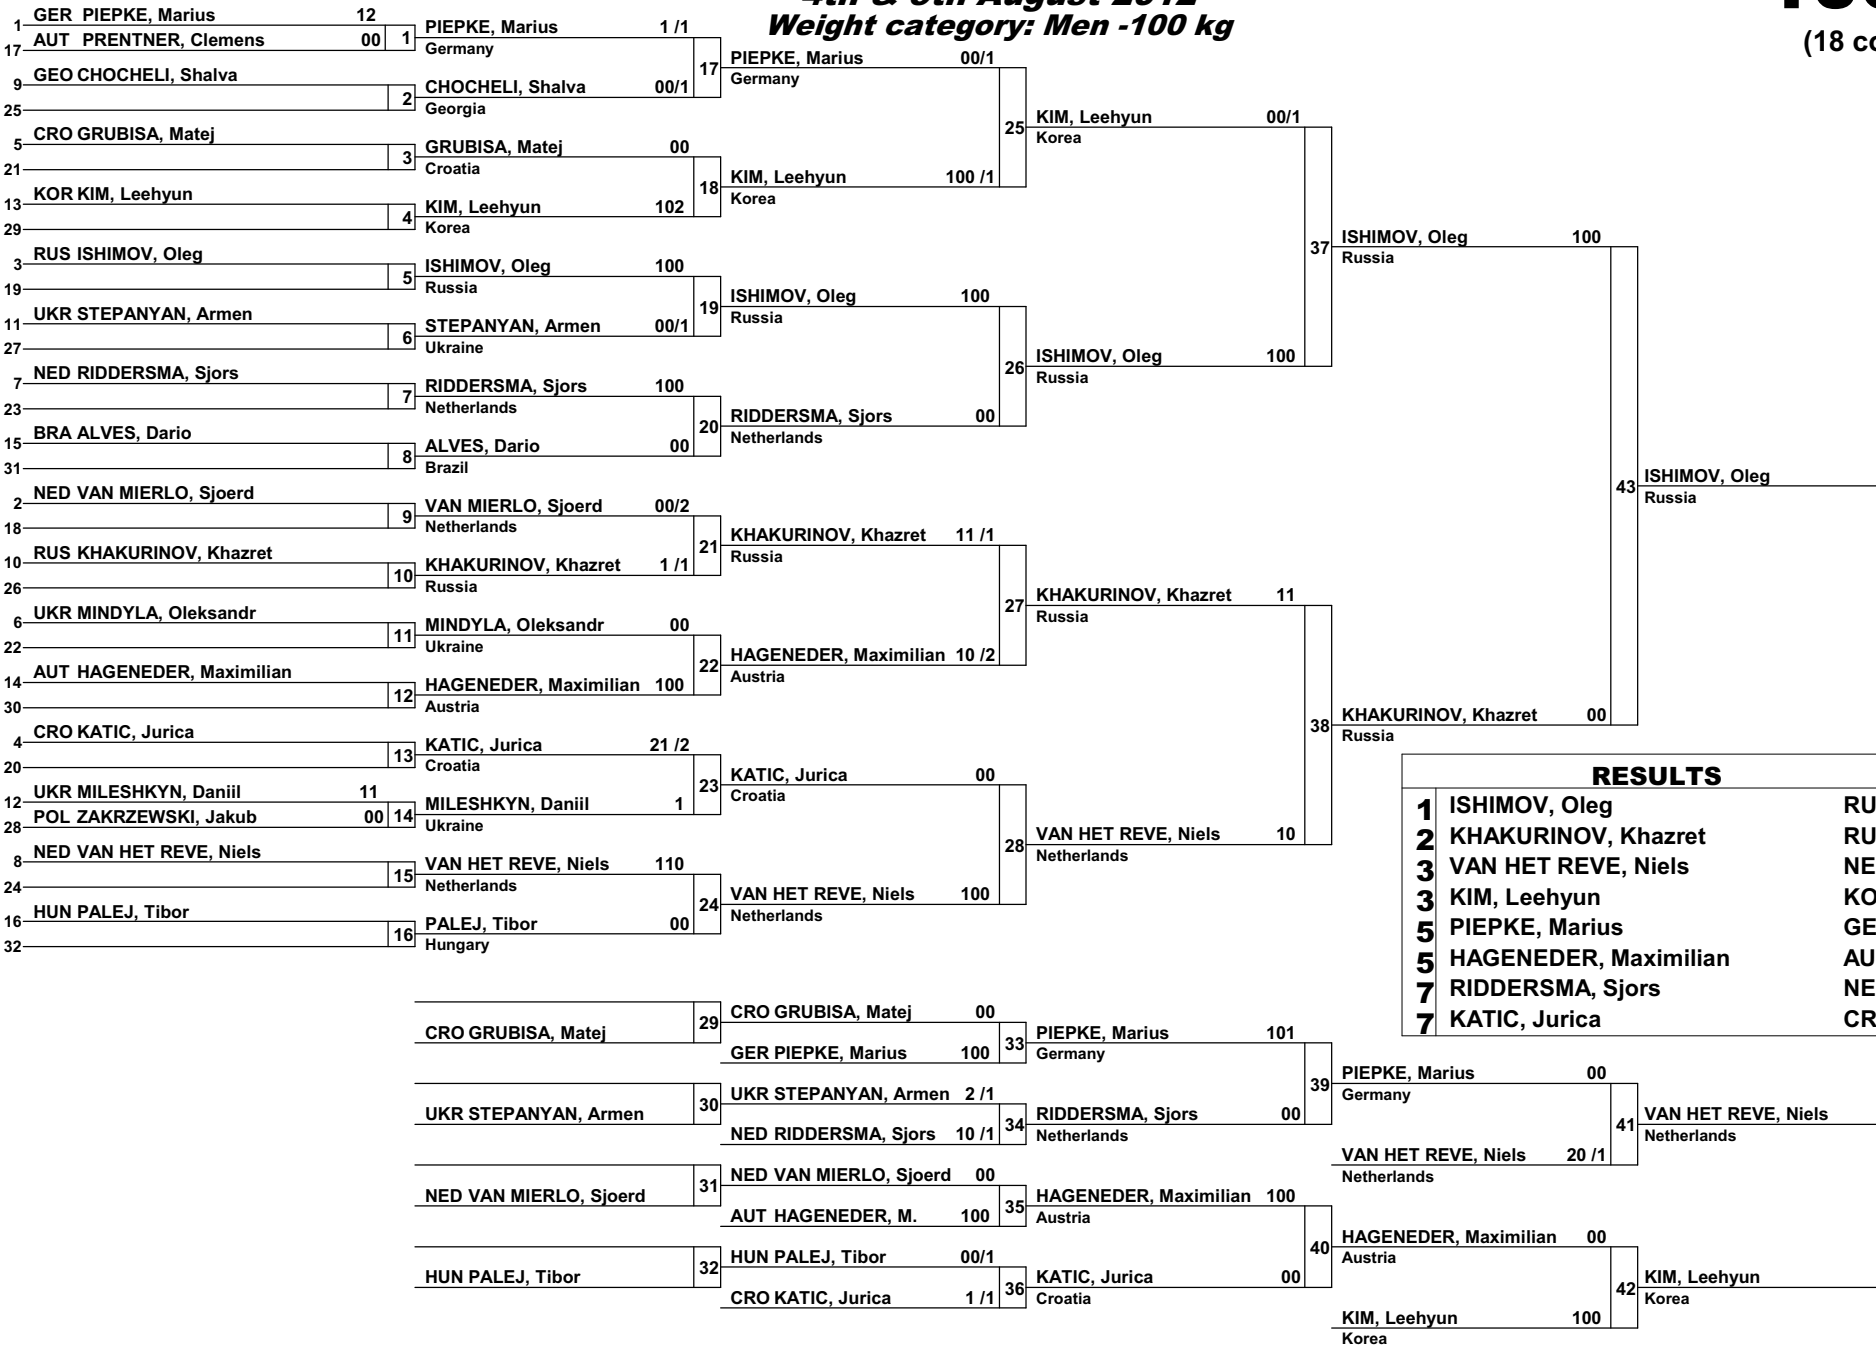 Weight category: Men -100 kg
(18
1 GER PIEPKE, Marius 12
17 AUT PRENTNER, Clemens 00 1
9 GEO CHOCHELI, Shalva
25 2
5 CRO GRUBISA, Matej
21 3
13 KOR KIM, Leehyun
29 4
3 RUS ISHIMOV, Oleg
19 5
11 UKR STEPANYAN, Armen
27 6
7 NED RIDDERSMA, Sjors
23 7
15 BRA ALVES, Dario
31 8
2 NED VAN MIERLO, Sjoerd
18 9
10 RUS KHAKURINOV, Khazret
26 10
6 UKR MINDYLA, Oleksandr
22 11
14 AUT HAGENEDER, Maximilian
30 12
4 CRO KATIC, Jurica
20 13
12 UKR MILESHKYN, Daniil 11
28 POL ZAKRZEWSKI, Jakub 00 14
8 NED VAN HET REVE, Niels
24 15
16 HUN PALEJ, Tibor
32 16
PIEPKE, Marius 1 /1
Germany
17
CHOCHELI, Shalva 00/1
Georgia
GRUBISA, Matej 00
Croatia
18
KIM, Leehyun 102
Korea
ISHIMOV, Oleg 100
Russia
19
STEPANYAN, Armen 00/1
Ukraine
RIDDERSMA, Sjors 100
Netherlands
20
ALVES, Dario 00
Brazil
VAN MIERLO, Sjoerd 00/2
Netherlands
21
KHAKURINOV, Khazret 1 /1
Russia
MINDYLA, Oleksandr 00
Ukraine
22
HAGENEDER, Maximilian 100
Austria
KATIC, Jurica 21 /2
Croatia
23
MILESHKYN, Daniil 1
Ukraine
VAN HET REVE, Niels 110
Netherlands
24
PALEJ, Tibor 00
Hungary
PIEPKE, Marius 00/1
Germany
25
KIM, Leehyun 100 /1
Korea
ISHIMOV, Oleg 100
Russia
26
RIDDERSMA, Sjors 00
Netherlands
KHAKURINOV, Khazret 11 /1
Russia
27
HAGENEDER, Maximilian 10 /2
Austria
KATIC, Jurica 00
Croatia
28
VAN HET REVE, Niels 100
Netherlands
KIM, Leehyun 00/1
Korea
37
ISHIMOV, Oleg 100
Russia
KHAKURINOV, Khazret 11
Russia
38
VAN HET REVE, Niels 10
Netherlands
ISHIMOV, Oleg 100
Russia
43
KHAKURINOV, Khazret 00
Russia
ISHIMOV, Oleg
Russia
RESULTS
1 ISHIMOV, Oleg RU
2 KHAKURINOV, Khazret RU
3 VAN HET REVE, Niels NE
3 KIM, Leehyun KO
5 PIEPKE, Marius GE
5 HAGENEDER, Maximilian AU
7 RIDDERSMA, Sjors NE
7 KATIC, Jurica CR
CRO GRUBISA, Matej 29
UKR STEPANYAN, Armen 30
NED VAN MIERLO, Sjoerd 31
HUN PALEJ, Tibor 32
CRO GRUBISA, Matej 00
33
GER PIEPKE, Marius 100
UKR STEPANYAN, Armen 2 /1
34
NED RIDDERSMA, Sjors 10 /1
NED VAN MIERLO, Sjoerd 00
35
AUT HAGENEDER, M. 100
HUN PALEJ, Tibor 00/1
36
CRO KATIC, Jurica 1 /1
PIEPKE, Marius 101
Germany
39
RIDDERSMA, Sjors 00
Netherlands
HAGENEDER, Maximilian 100
Austria
40
KATIC, Jurica 00
Croatia
PIEPKE, Marius 00
Germany
41
VAN HET REVE, Niels 20 /1
Netherlands
HAGENEDER, Maximilian 00
Austria
42
KIM, Leehyun 100
Korea
VAN HET REVE, Niels
Netherlands
KIM, Leehyun
Korea